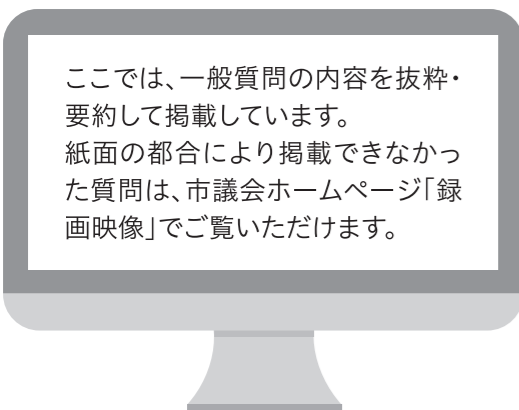 ここでは、一般質問の内容を抜粋・
要約して掲載しています。
紙面の都合により掲載できなかっ
た質問は、市議会ホームページ「録
画映像」でご覧いただけます。